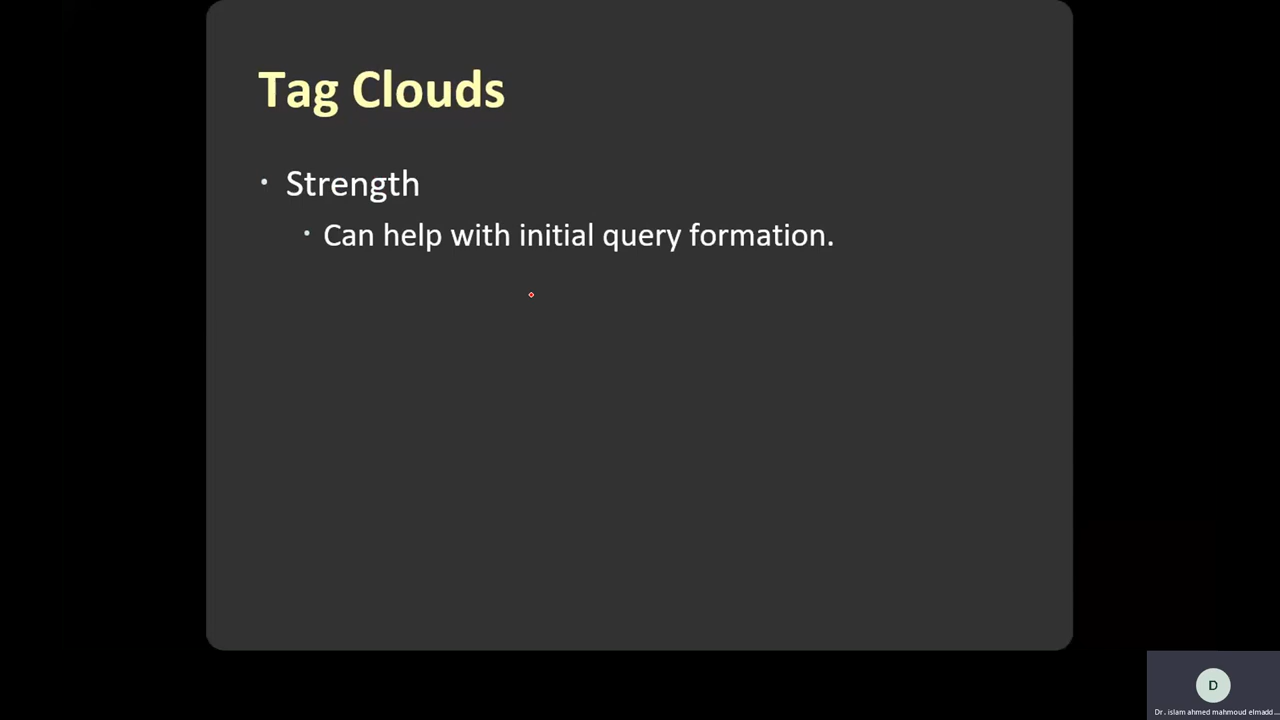 Tag Clouds
• Strength
• Can help with initial query formation.
D
Dr. islam ahmed mahmoud elmadd...